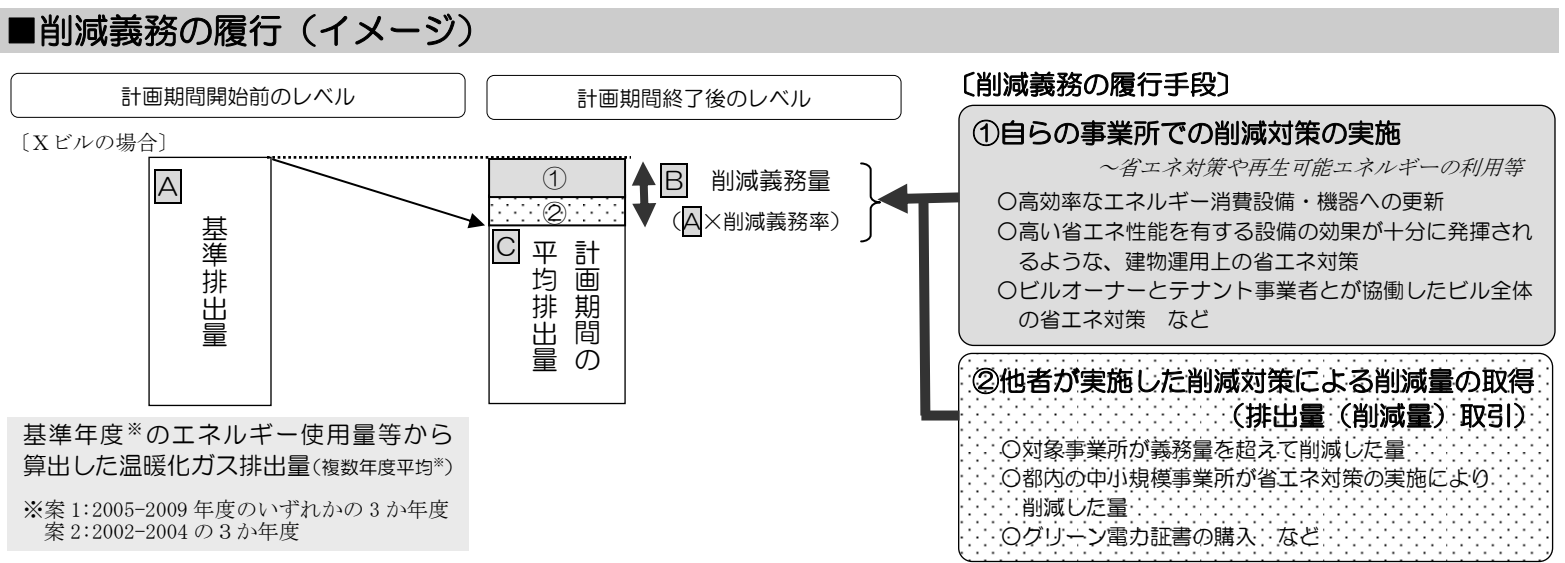 ■削減義務の履行（イメージ）
計画期間開始前のレベル
計画期間終了後のレベル
〔Xビルの場合〕
A
基準排出量
①
②
B 削減義務量
（A×削減義務率）
C
計画期間の
平均排出量
基準年度※のエネルギー使用量等から
算出した温暖化ガス排出量(複数年度平均※)
※案1:2005-2009年度のいずれかの3か年度
案2:2002-2004の３か年度
〔削減義務の履行手段〕
①自らの事業所での削減対策の実施
～省エネ対策や再生可能エネルギーの利用等
○高効率なエネルギー消費設備・機器への更新
○高い省エネ性能を有する設備の効果が十分に発揮され
るような、建物運用上の省エネ対策
○ビルオーナーとテナント事業者とが協働したビル全体
の省エネ対策　など
②他者が実施した削減対策による削減量の取得
（排出量（削減量）取引）
○対象事業所が義務量を超えて削減した量
○都内の中小規模事業所が省エネ対策の実施により
削減した量
○グリーン電力証書の購入　など